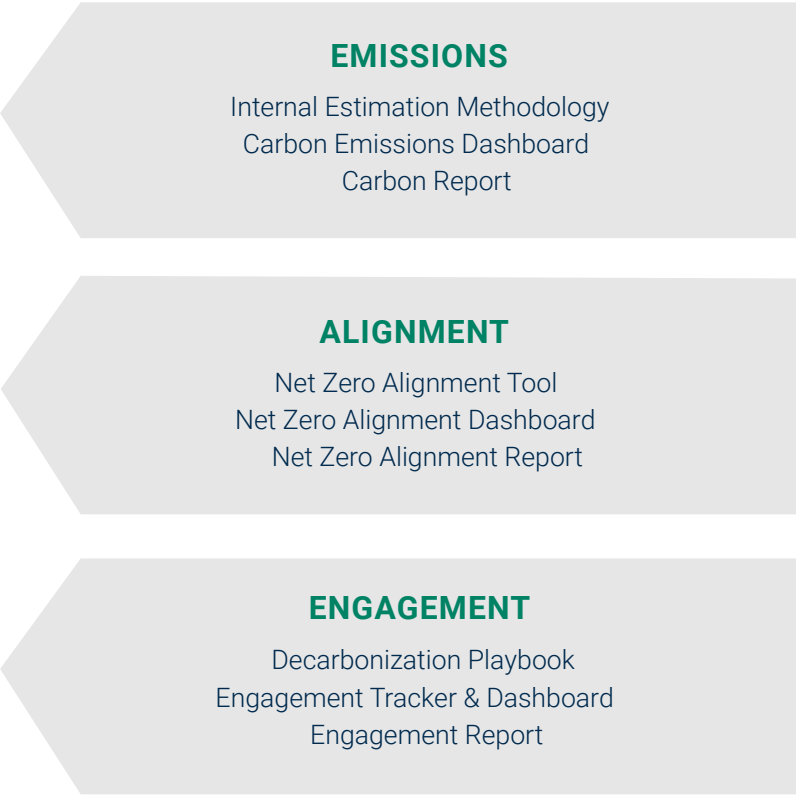 EMISSIONS
Internal Estimation Methodology
Carbon Emissions Dashboard
Carbon Report
ALIGNMENT
Net Zero Alignment Tool
Net Zero Alignment Dashboard
Net Zero Alignment Report
ENGAGEMENT
Decarbonization Playbook
Engagement Tracker & Dashboard
Engagement Report